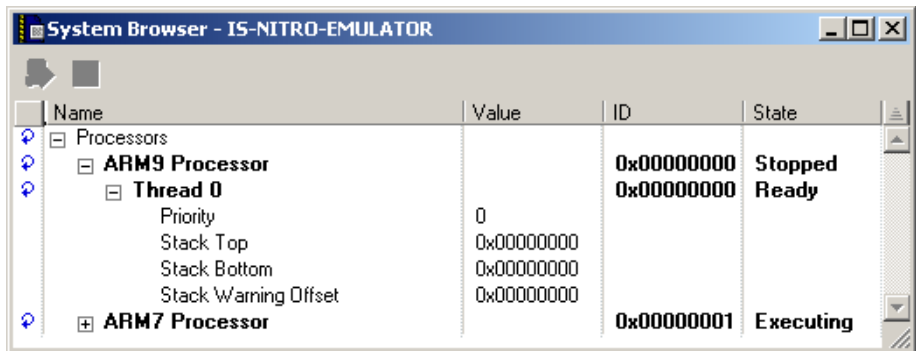 System Browser - IS-NITRO-EMULATOR
Name Value ID State
Processors
ARM9 Processor 0x00000000 Stopped
Thread 0 0x00000000 Ready
Priority 0
Stack Top 0x00000000
Stack Bottom 0x00000000
Stack Warning Offset 0x00000000
ARM7 Processor 0x00000001 Executing